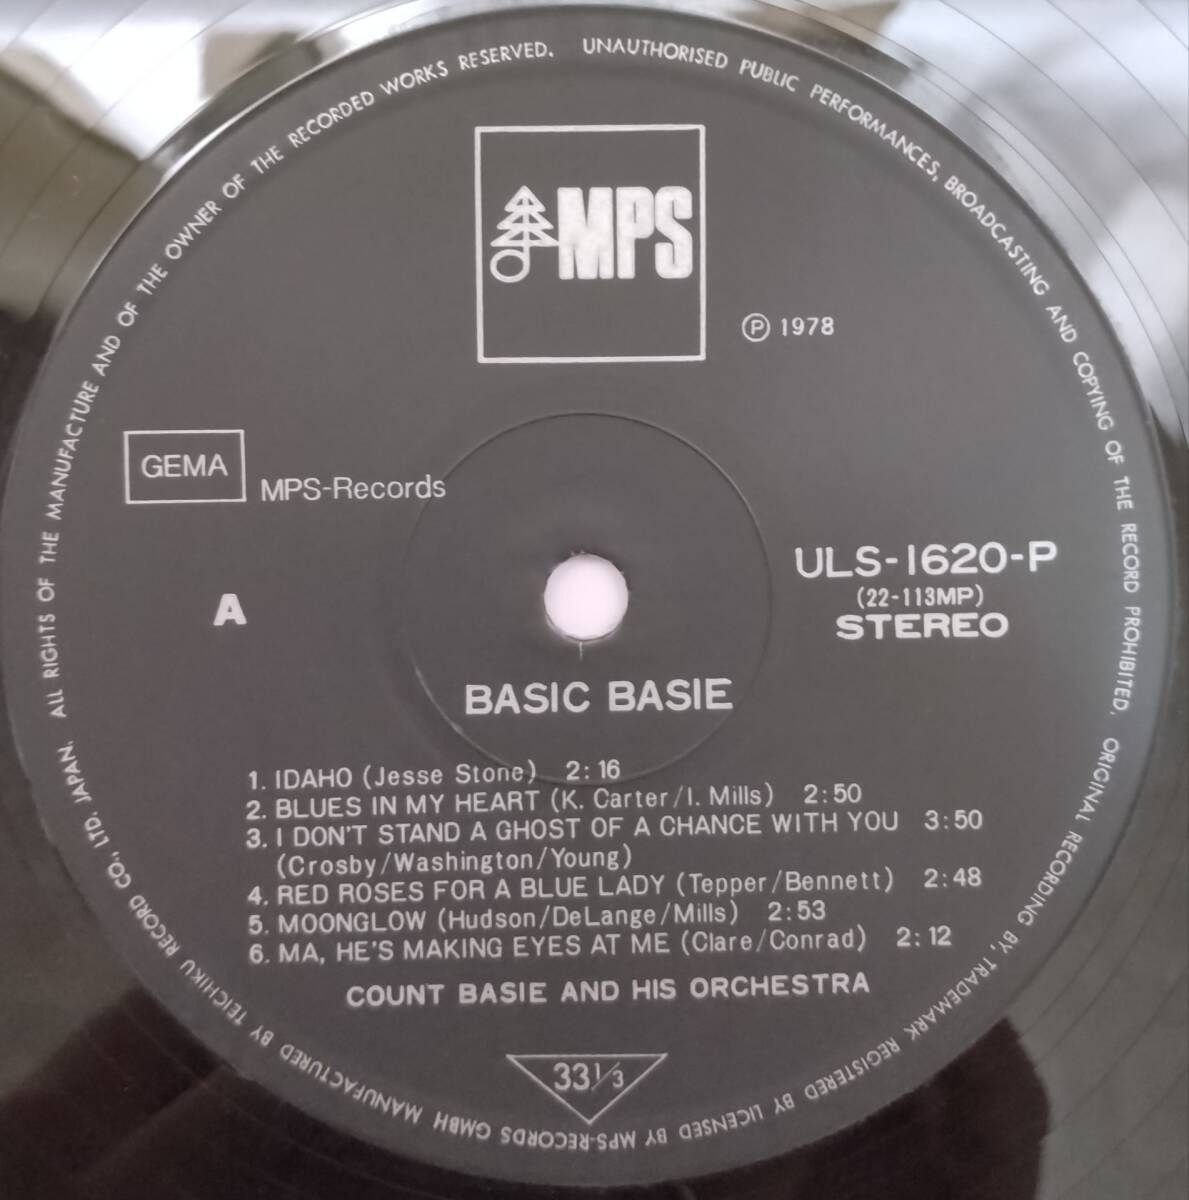 ALL RIGHTS OF THE MANUFACTURE AND OF THE OWNER OF THE RECORDED WORKS RESERVED. UNAUTHORISED PUBLIC PERFORMANCES, BROADCASTING AND COPYING OF THE RECORD PROHIBITED. ORIGINAL RECORDING BY, TRADEMARK REGISTERED BY LICENSED BY MPS-RECORDS GMBH MANUFACTURED BY TEICHIKU RECORD CO., LTD. JAPAN.
MPS
Ⓟ 1978
GEMA
MPS-Records
ULS-1620-P
(22-113MP)
STEREO
A
BASIC BASIE
1. IDAHO (Jesse Stone) 2:16
2. BLUES IN MY HEART (K. Carter/I. Mills) 2:50
3. I DON'T STAND A GHOST OF A CHANCE WITH YOU 3:50
(Crosby/Washington/Young)
4. RED ROSES FOR A BLUE LADY (Tepper/Bennett) 2:48
5. MOONGLOW (Hudson/DeLange/Mills) 2:53
6. MA, HE'S MAKING EYES AT ME (Clare/Conrad) 2:12
COUNT BASIE AND HIS ORCHESTRA
33 1/3